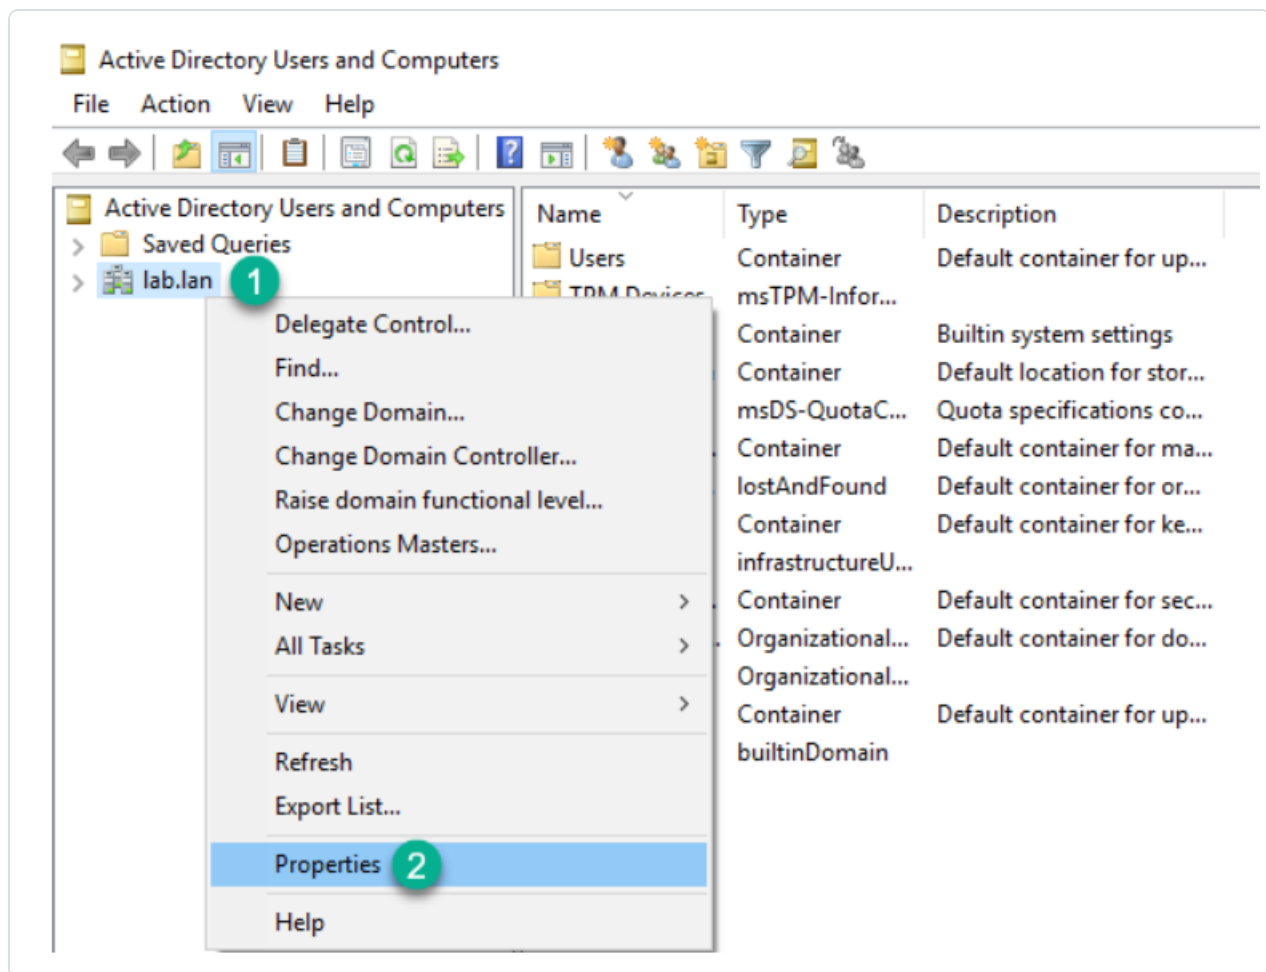 Active Directory Users and Computers
File Action View Help
Active Directory Users and Computers
Saved Queries
lab.lan 1
Delegate Control...
Find...
Change Domain...
Change Domain Controller...
Raise domain functional level...
Operations Masters...
New
All Tasks
View
Refresh
Export List...
Properties 2
Help
Name Type Description
Users Container Default container for up...
TPM Devices msTPM-Infor...
Container Builtin system settings
Container Default location for stor...
msDS-QuotaC... Quota specifications co...
Container Default container for ma...
lostAndFound Default container for or...
Container Default container for ke...
infrastructureU...
Container Default container for sec...
Organizational... Default container for do...
Organizational...
Container Default container for up...
builtinDomain